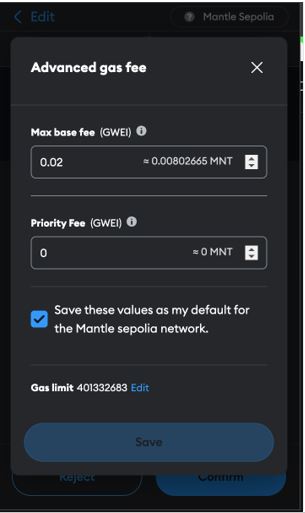 Edit
Mantle Sepolia
Advanced gas fee
Max base fee (GWEI)
0.02 ≈ 0.00802665 MNT
Priority Fee (GWEI)
0 ≈ 0 MNT
Save these values as my default for
the Mantle sepolia network.
Gas limit 401332683 Edit
Save
Reject Confirm